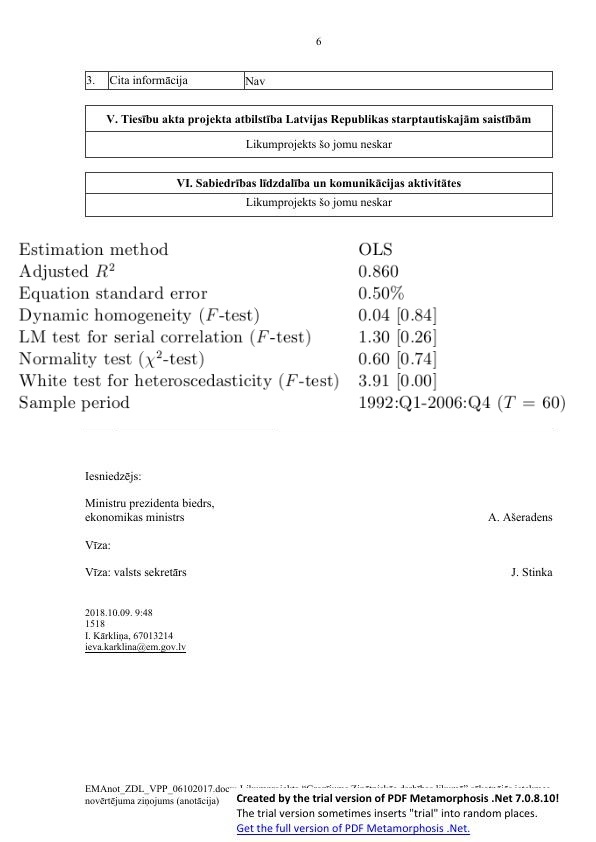 6
3. Cita informācija Nav
V. Tiesību akta projekta atbilstība Latvijas Republikas starptautiskajām saistībām
Likumprojekts šo jomu neskar
VI. Sabiedrības līdzdalība un komunikācijas aktivitātes
Likumprojekts šo jomu neskar
Estimation method OLS
Adjusted R² 0.860
Equation standard error 0.50%
Dynamic homogeneity (F-test) 0.04 [0.84]
LM test for serial correlation (F-test) 1.30 [0.26]
Normality test (χ²-test) 0.60 [0.74]
White test for heteroscedasticity (F-test) 3.91 [0.00]
Sample period 1992:Q1-2006:Q4 (T = 60)
Iesniedzējs:
Ministru prezidenta biedrs,
ekonomikas ministrs A. Ašeradens
Vīza:
Vīza: valsts sekretārs J. Stinka
2018.10.09. 9:48
1518
I. Kārkliņa, 67013214
ieva.karklina@em.gov.lv
EMAnot_ZDL_VPP_06102017.docx
novērtējuma ziņojums (anotācija)
Created by the trial version of PDF Metamorphosis .Net 7.0.8.10!
The trial version sometimes inserts "trial" into random places.
Get the full version of PDF Metamorphosis .Net.